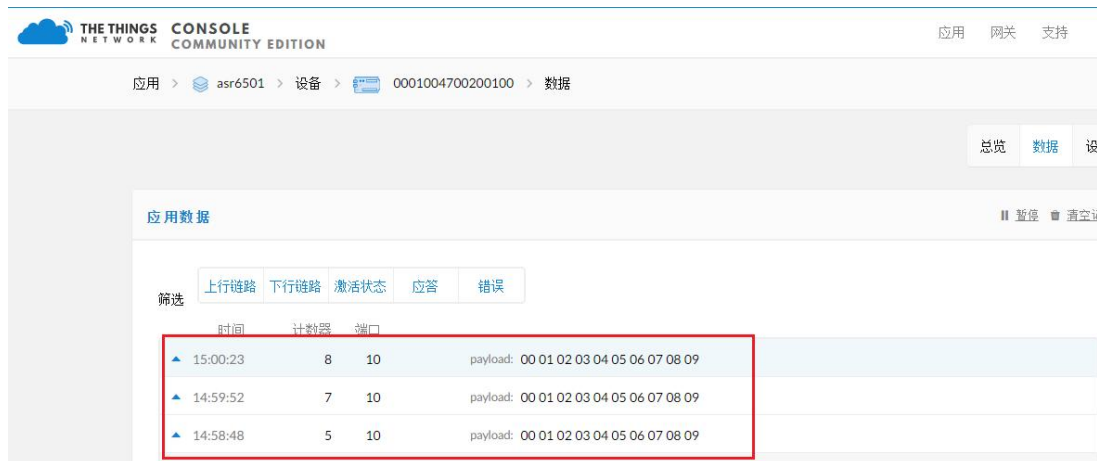 THE THINGS NETWORK CONSOLE COMMUNITY EDITION
应用 网关 支持
应用 > asr6501 > 设备 > 0001004700200100 > 数据
总览 数据
应用数据
暂停 清空
筛选 上行链路 下行链路 激活状态 应答 错误
时间 计数器 端口
15:00:23 8 10 payload: 00 01 02 03 04 05 06 07 08 09
14:59:52 7 10 payload: 00 01 02 03 04 05 06 07 08 09
14:58:48 5 10 payload: 00 01 02 03 04 05 06 07 08 09